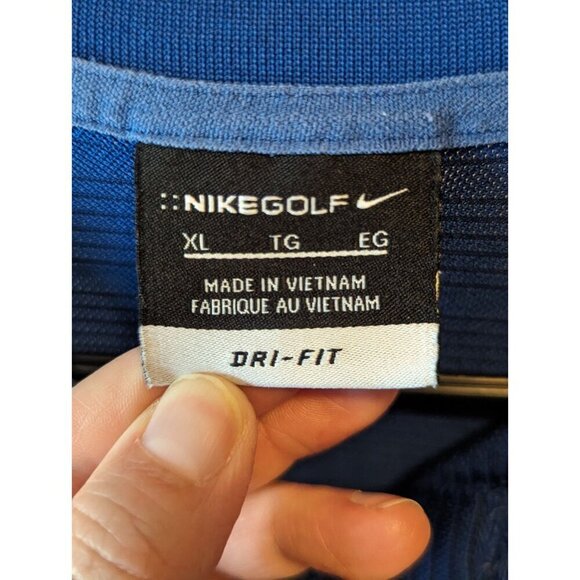 ::NIKEGOLF
XL TG EG
MADE IN VIETNAM
FABRIQUE AU VIETNAM
DRI-FIT